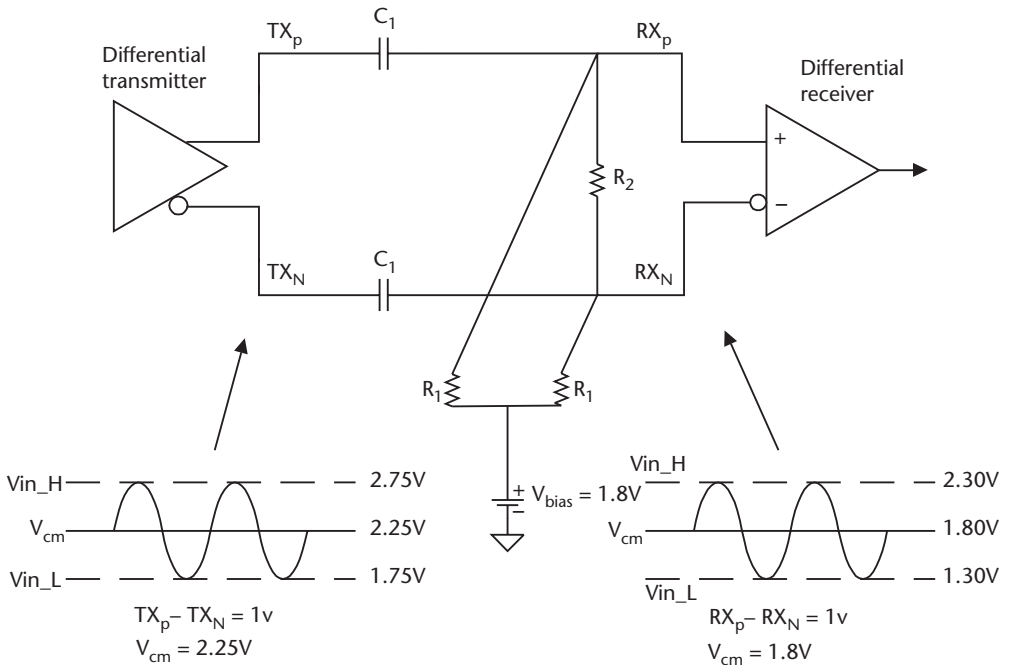 C1
TXp
RXp
Differential
transmitter
Differential
receiver
+
R2
−
C1
TXN
RXN
R1
R1
Vin_H
2.75V
+
−
Vbias = 1.8V
Vin_H
2.30V
Vcm
2.25V
Vcm
1.80V
Vin_L
1.75V
Vin_L
1.30V
TXp– TXN = 1v
Vcm = 2.25V
RXp– RXN = 1v
Vcm = 1.8V